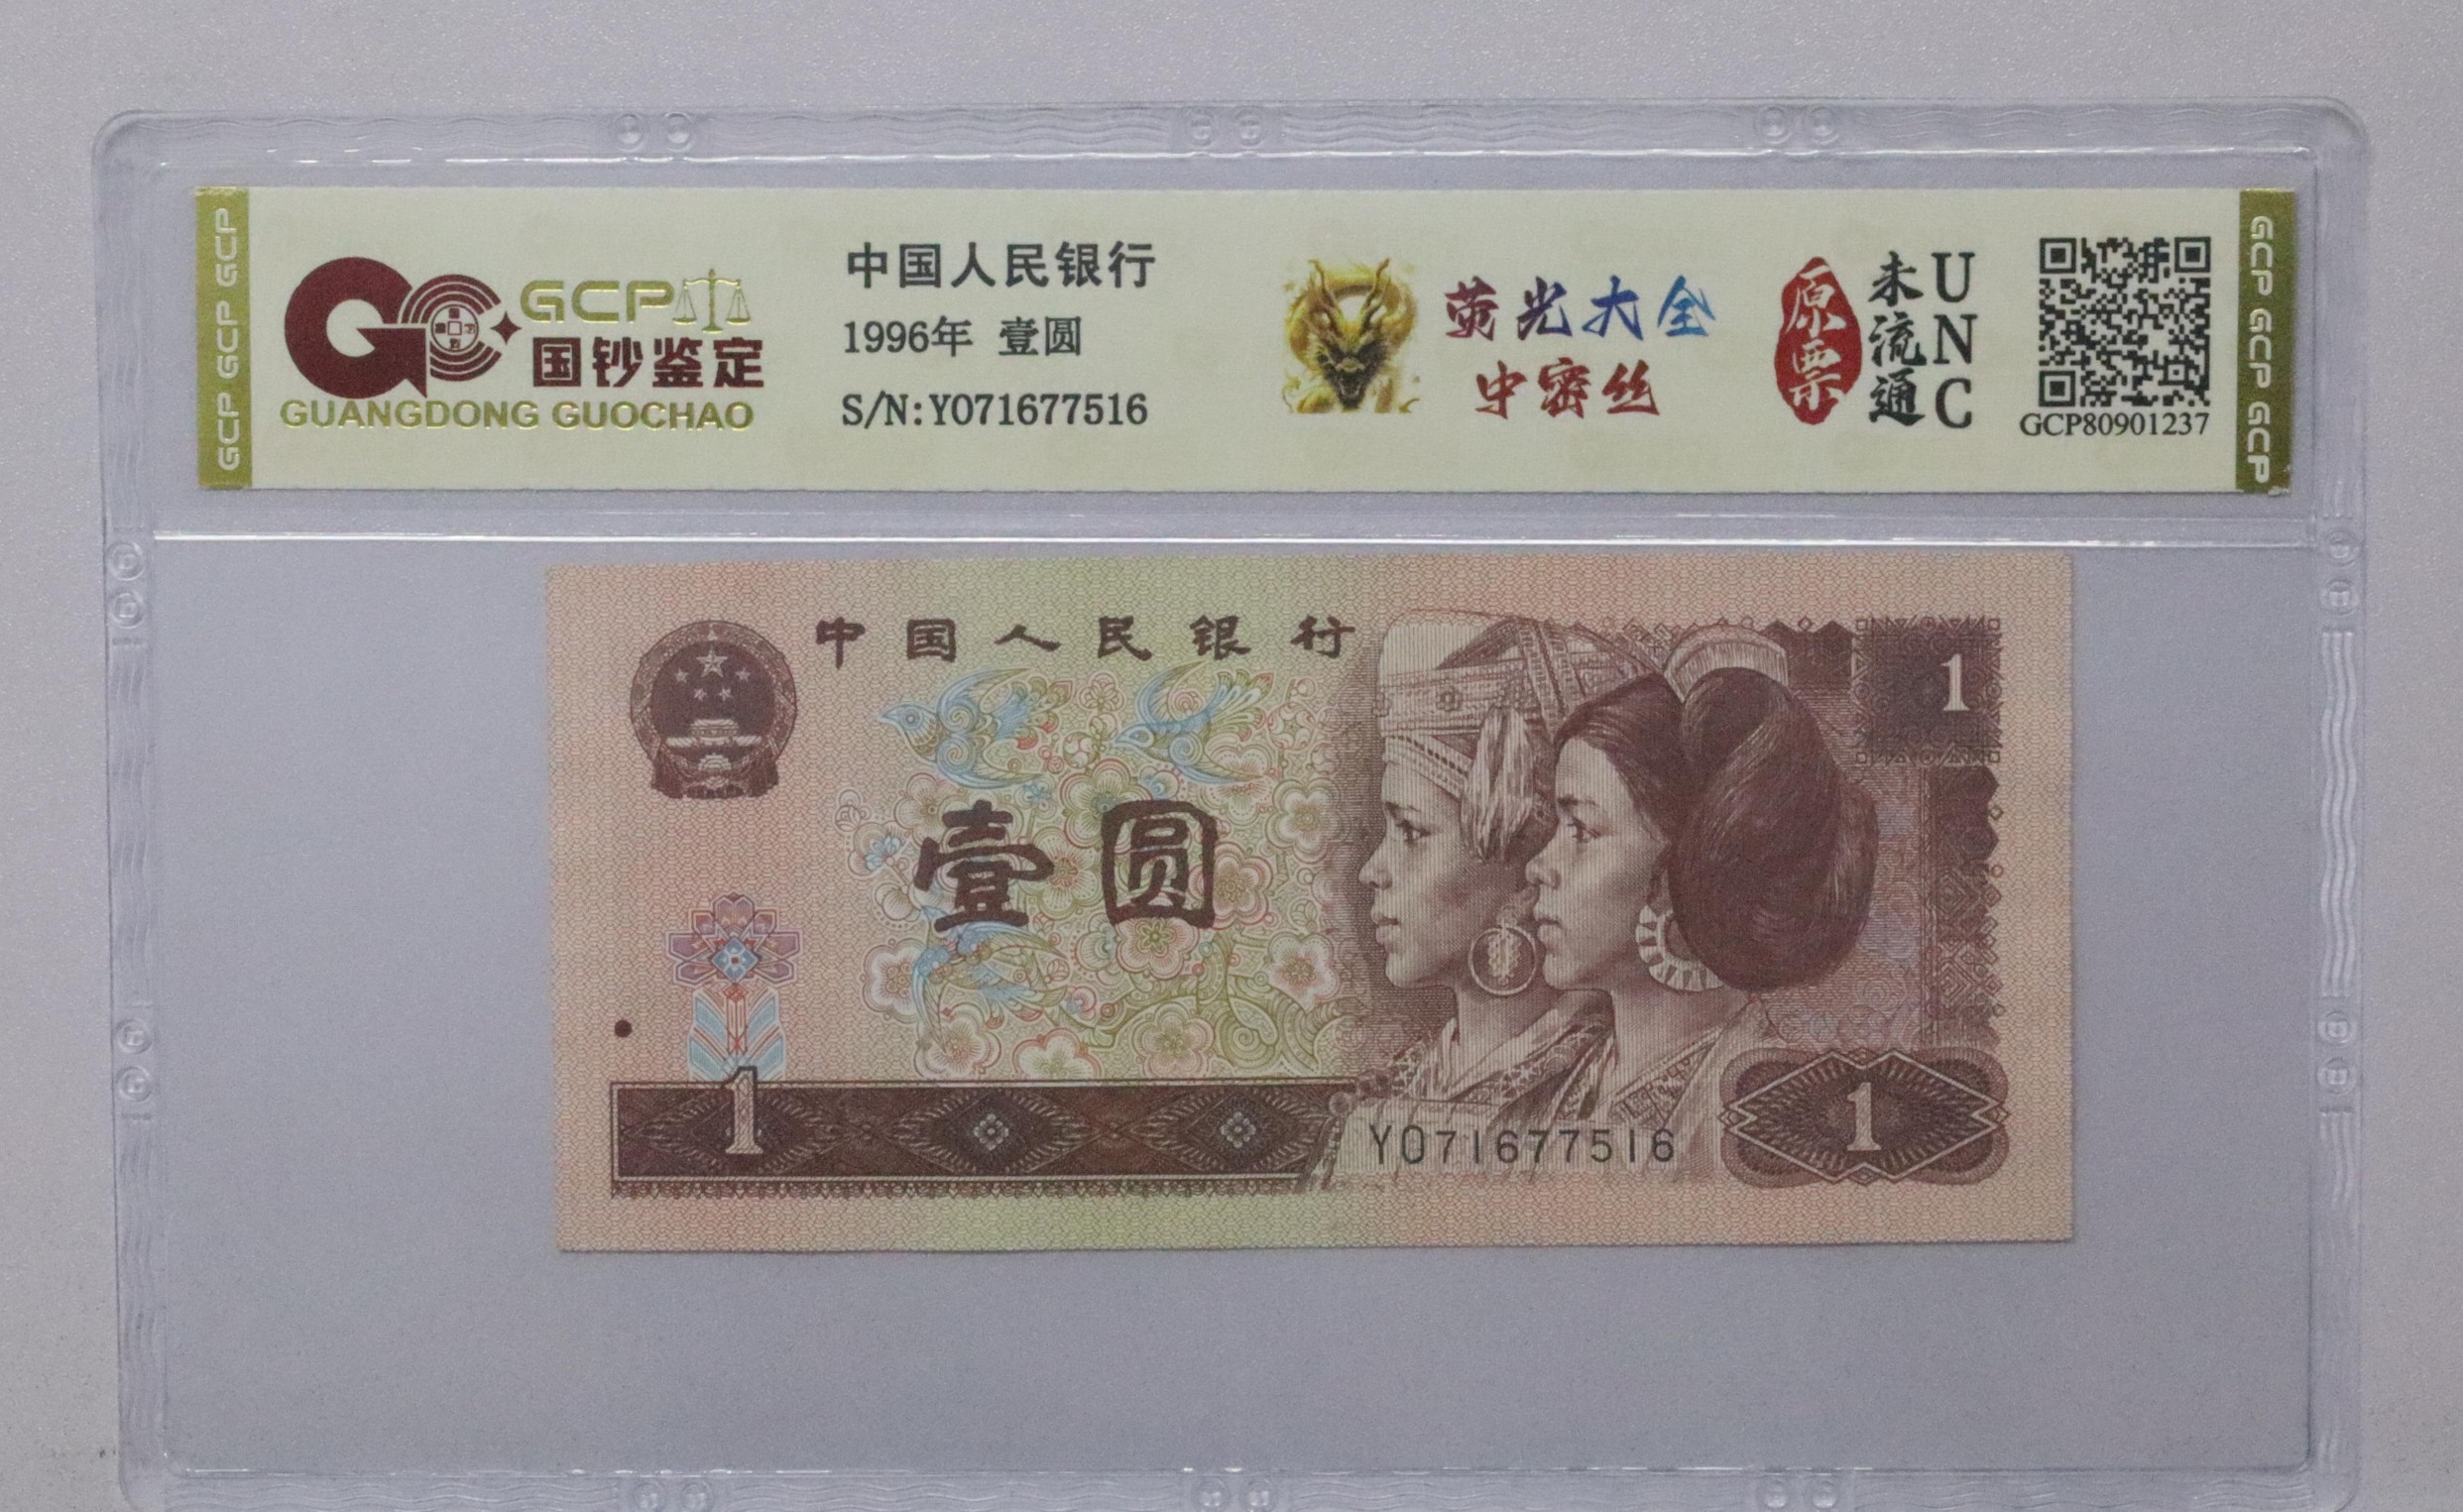 GCP GCP GCP
GCP
国钞鉴定
GUANGDONG GUOCHAO
中国人民银行
1996年 壹圆
S/N:Y071677516
荧光大全
中密丝
原票
未流通
UNC
GCP80901237
GCP GCP GCP
中国人民银行
1
壹圆
1
Y071677516
1